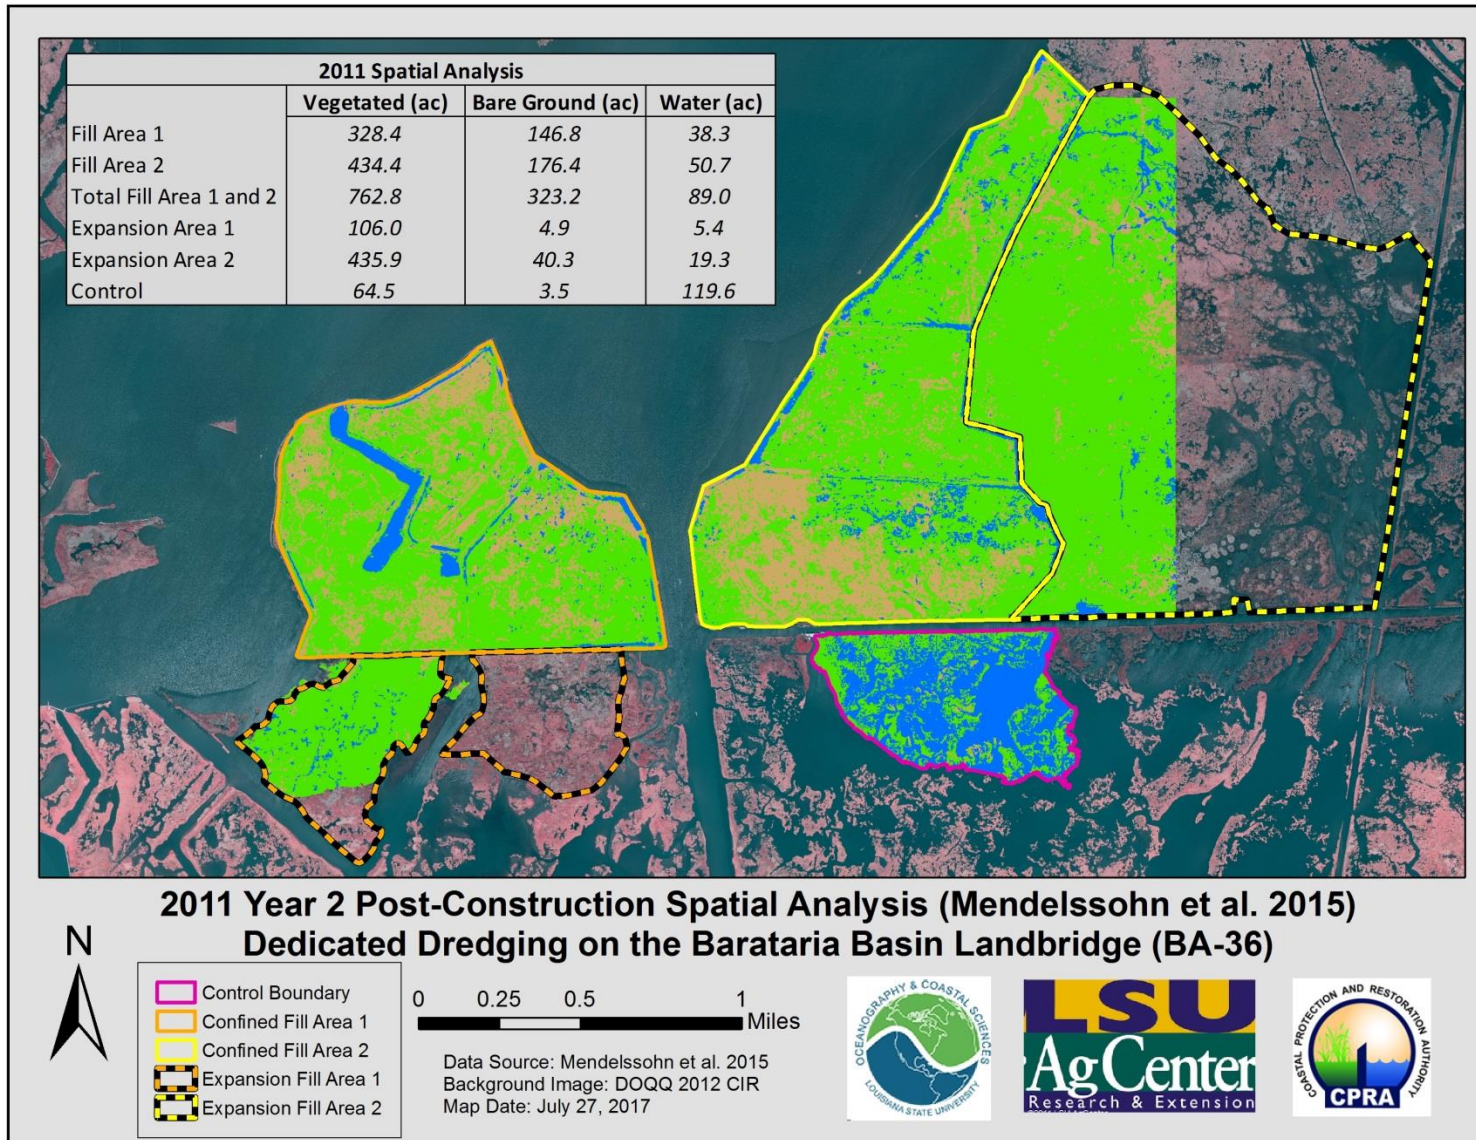 2011 Spatial Analysis
Vegetated (ac) Bare Ground (ac) Water (ac)
Fill Area 1 328.4 146.8 38.3
Fill Area 2 434.4 176.4 50.7
Total Fill Area 1 and 2 762.8 323.2 89.0
Expansion Area 1 106.0 4.9 5.4
Expansion Area 2 435.9 40.3 19.3
Control 64.5 3.5 119.6
2011 Year 2 Post-Construction Spatial Analysis (Mendelssohn et al. 2015)
Dedicated Dredging on the Barataria Basin Landbridge (BA-36)
N
Control Boundary
Confined Fill Area 1
Confined Fill Area 2
Expansion Fill Area 1
Expansion Fill Area 2
0 0.25 0.5 1
Miles
Data Source: Mendelssohn et al. 2015
Background Image: DOQQ 2012 CIR
Map Date: July 27, 2017
OCEANOGRAPHY & COASTAL SCIENCES
LOUISIANA STATE UNIVERSITY
LSU
AgCenter
Research & Extension
COASTAL PROTECTION AND RESTORATION AUTHORITY
CPRA